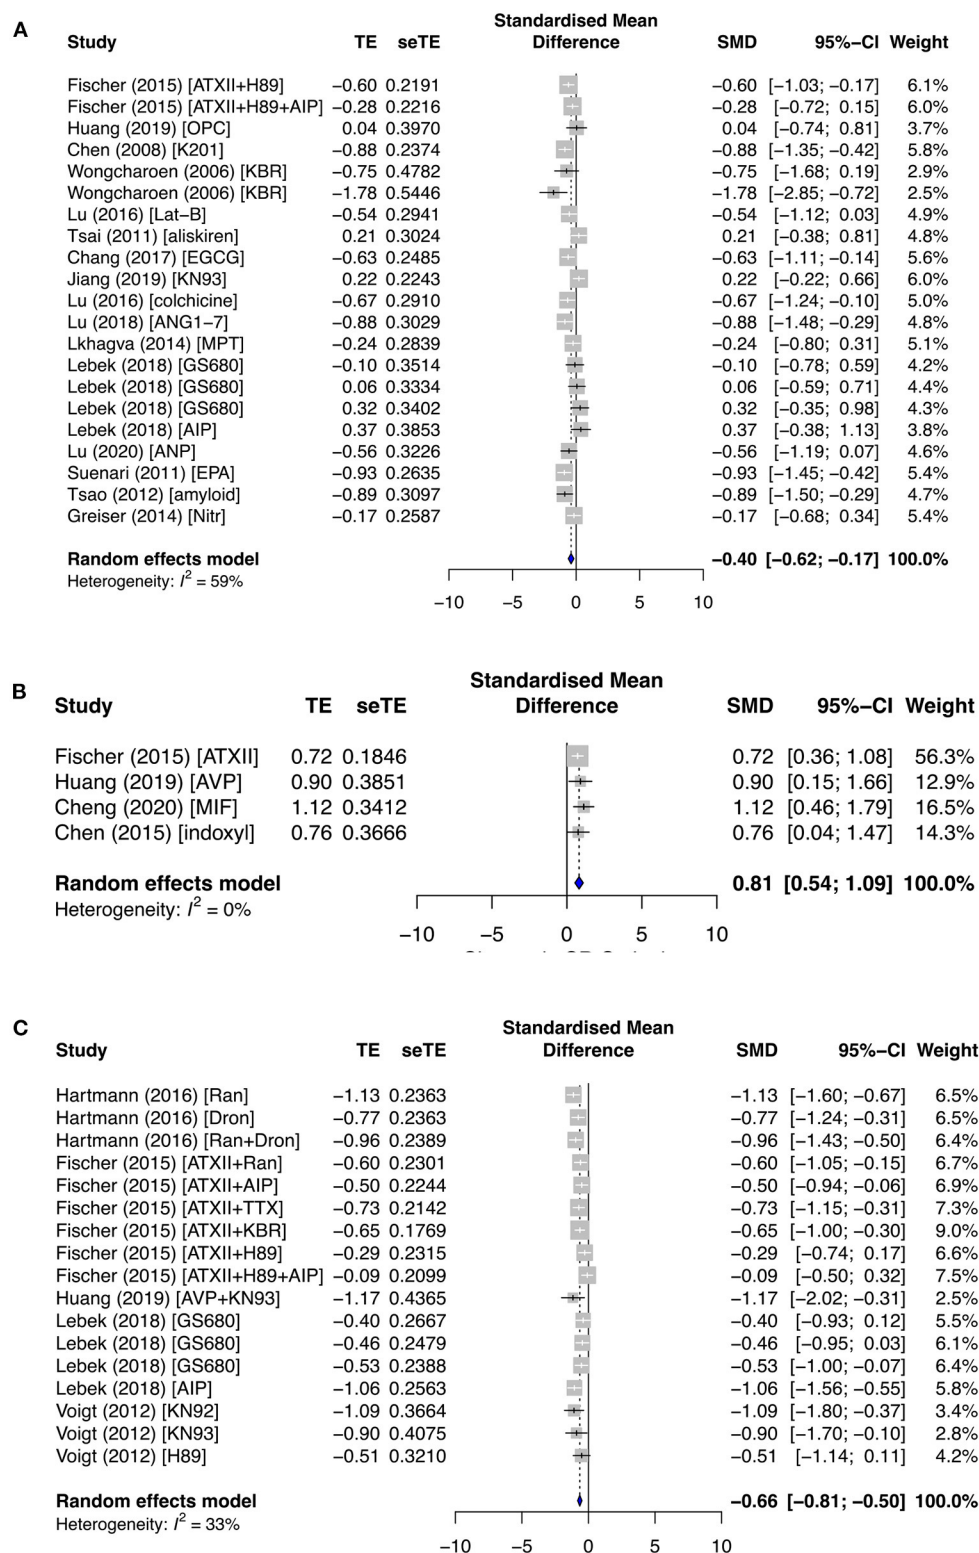 A
Standardised Mean
Study TE seTE Difference SMD 95%−CI Weight
Fischer (2015) [ATXII+H89] −0.60 0.2191 −0.60 [−1.03; −0.17] 6.1%
Fischer (2015) [ATXII+H89+AIP] −0.28 0.2216 −0.28 [−0.72; 0.15] 6.0%
Huang (2019) [OPC] 0.04 0.3970 0.04 [−0.74; 0.81] 3.7%
Chen (2008) [K201] −0.88 0.2374 −0.88 [−1.35; −0.42] 5.8%
Wongcharoen (2006) [KBR] −0.75 0.4782 −0.75 [−1.68; 0.19] 2.9%
Wongcharoen (2006) [KBR] −1.78 0.5446 −1.78 [−2.85; −0.72] 2.5%
Lu (2016) [Lat−B] −0.54 0.2941 −0.54 [−1.12; 0.03] 4.9%
Tsai (2011) [aliskiren] 0.21 0.3024 0.21 [−0.38; 0.81] 4.8%
Chang (2017) [EGCG] −0.63 0.2485 −0.63 [−1.11; −0.14] 5.6%
Jiang (2019) [KN93] 0.22 0.2243 0.22 [−0.22; 0.66] 6.0%
Lu (2016) [colchicine] −0.67 0.2910 −0.67 [−1.24; −0.10] 5.0%
Lu (2018) [ANG1−7] −0.88 0.3029 −0.88 [−1.48; −0.29] 4.8%
Lkhagva (2014) [MPT] −0.24 0.2839 −0.24 [−0.80; 0.31] 5.1%
Lebek (2018) [GS680] −0.10 0.3514 −0.10 [−0.78; 0.59] 4.2%
Lebek (2018) [GS680] 0.06 0.3334 0.06 [−0.59; 0.71] 4.4%
Lebek (2018) [GS680] 0.32 0.3402 0.32 [−0.35; 0.98] 4.3%
Lebek (2018) [AIP] 0.37 0.3853 0.37 [−0.38; 1.13] 3.8%
Lu (2020) [ANP] −0.56 0.3226 −0.56 [−1.19; 0.07] 4.6%
Suenari (2011) [EPA] −0.93 0.2635 −0.93 [−1.45; −0.42] 5.4%
Tsao (2012) [amyloid] −0.89 0.3097 −0.89 [−1.50; −0.29] 4.7%
Greiser (2014) [Nitr] −0.17 0.2587 −0.17 [−0.68; 0.34] 5.4%
Random effects model −0.40 [−0.62; −0.17] 100.0%
Heterogeneity: I² = 59%
−10 −5 0 5 10
B
Standardised Mean
Study TE seTE Difference SMD 95%−CI Weight
Fischer (2015) [ATXII] 0.72 0.1846 0.72 [0.36; 1.08] 56.3%
Huang (2019) [AVP] 0.90 0.3851 0.90 [0.15; 1.66] 12.9%
Cheng (2020) [MIF] 1.12 0.3412 1.12 [0.46; 1.79] 16.5%
Chen (2015) [indoxyl] 0.76 0.3666 0.76 [0.04; 1.47] 14.3%
Random effects model 0.81 [0.54; 1.09] 100.0%
Heterogeneity: I² = 0%
−10 −5 0 5 10
C
Standardised Mean
Study TE seTE Difference SMD 95%−CI Weight
Hartmann (2016) [Ran] −1.13 0.2363 −1.13 [−1.60; −0.67] 6.5%
Hartmann (2016) [Dron] −0.77 0.2363 −0.77 [−1.24; −0.31] 6.5%
Hartmann (2016) [Ran+Dron] −0.96 0.2389 −0.96 [−1.43; −0.50] 6.4%
Fischer (2015) [ATXII+Ran] −0.60 0.2301 −0.60 [−1.05; −0.15] 6.7%
Fischer (2015) [ATXII+AIP] −0.50 0.2244 −0.50 [−0.94; −0.06] 6.9%
Fischer (2015) [ATXII+TTX] −0.73 0.2142 −0.73 [−1.15; −0.31] 7.3%
Fischer (2015) [ATXII+KBR] −0.65 0.1769 −0.65 [−1.00; −0.30] 9.0%
Fischer (2015) [ATXII+H89] −0.29 0.2315 −0.29 [−0.74; 0.17] 6.6%
Fischer (2015) [ATXII+H89+AIP] −0.09 0.2099 −0.09 [−0.50; 0.32] 7.5%
Huang (2019) [AVP+KN93] −1.17 0.4365 −1.17 [−2.02; −0.31] 2.5%
Lebek (2018) [GS680] −0.40 0.2667 −0.40 [−0.93; 0.12] 5.5%
Lebek (2018) [GS680] −0.46 0.2479 −0.46 [−0.95; 0.03] 6.1%
Lebek (2018) [GS680] −0.53 0.2388 −0.53 [−1.00; −0.07] 6.4%
Lebek (2018) [AIP] −1.06 0.2563 −1.06 [−1.56; −0.55] 5.8%
Voigt (2012) [KN92] −1.09 0.3664 −1.09 [−1.80; −0.37] 3.4%
Voigt (2012) [KN93] −0.90 0.4075 −0.90 [−1.70; −0.10] 2.8%
Voigt (2012) [H89] −0.51 0.3210 −0.51 [−1.14; 0.11] 4.2%
Random effects model −0.66 [−0.81; −0.50] 100.0%
Heterogeneity: I² = 33%
−10 −5 0 5 10